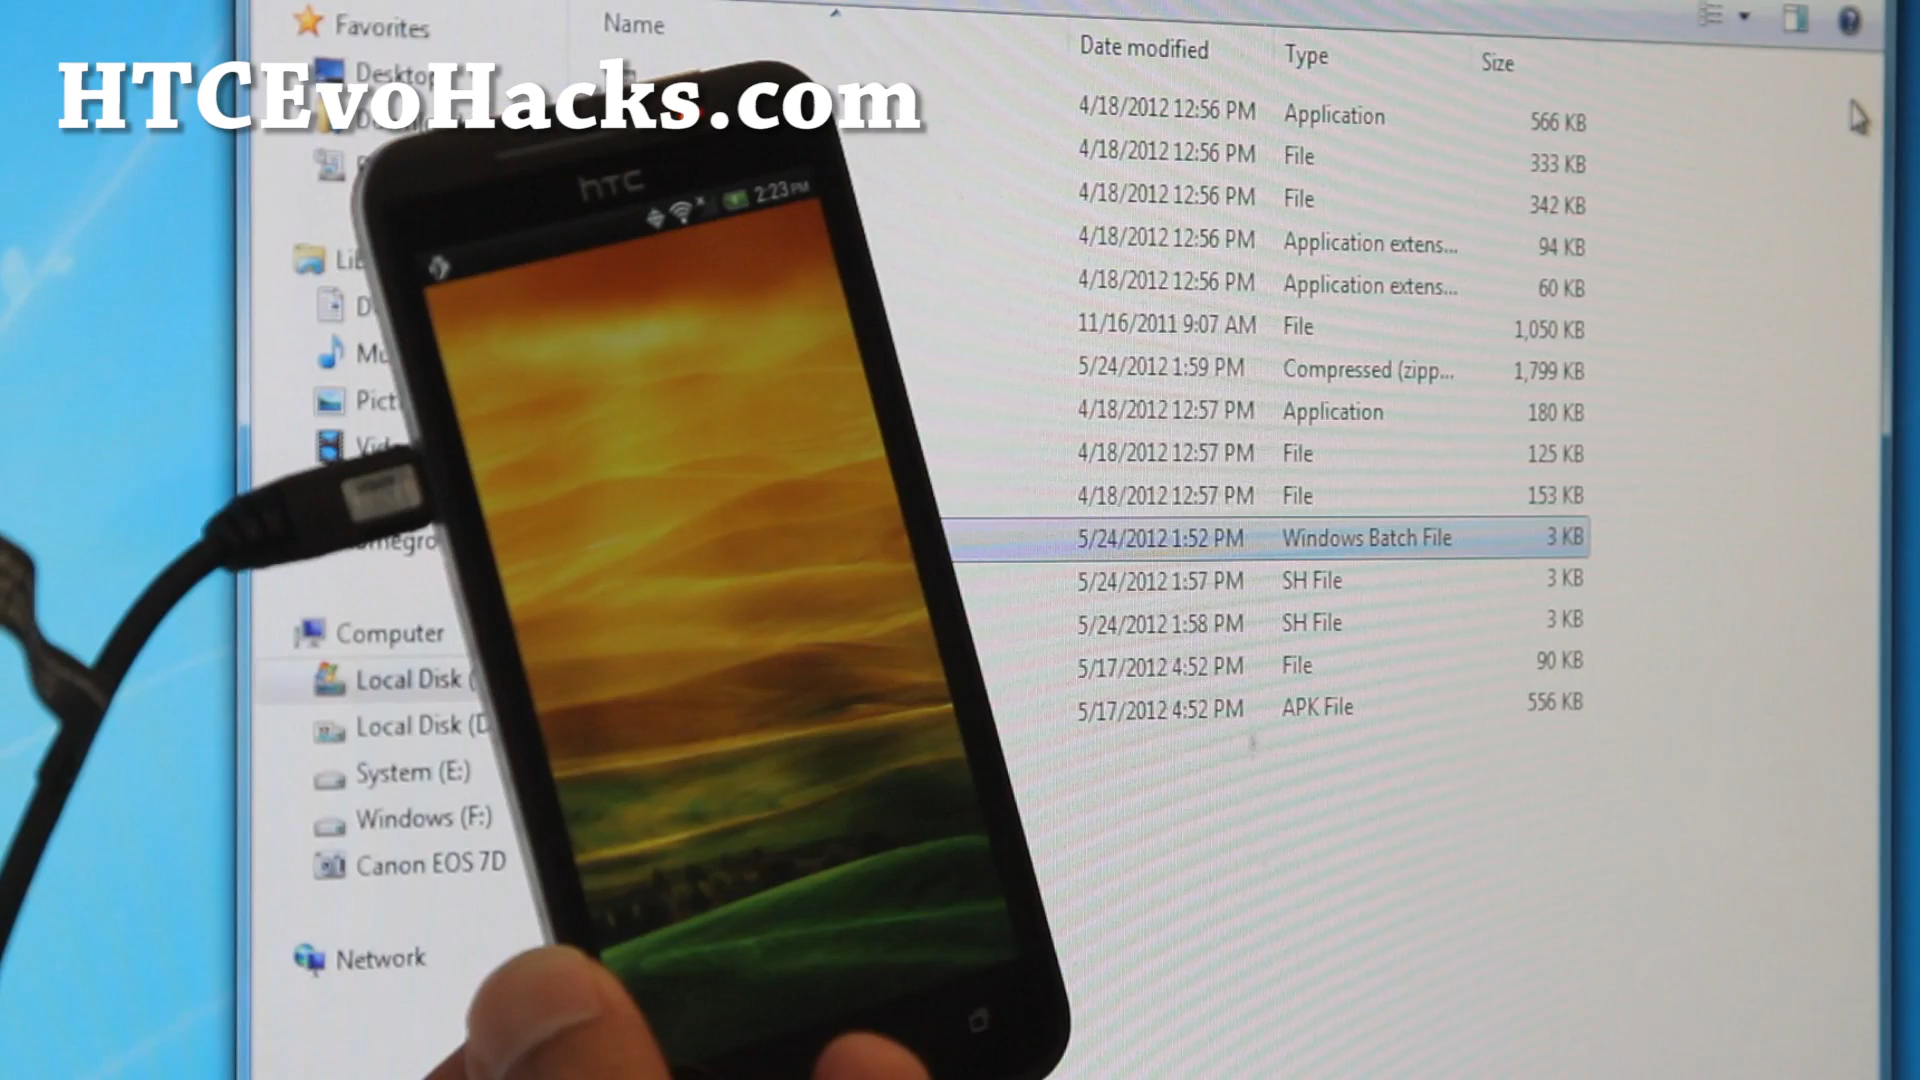 HTCEvoHacks.com
Favorites
Name
Date modified
Type
Size
4/18/2012 12:56 PM Application 566 KB
4/18/2012 12:56 PM File 333 KB
4/18/2012 12:56 PM File 342 KB
4/18/2012 12:56 PM Application extens... 94 KB
4/18/2012 12:56 PM Application extens... 60 KB
11/16/2011 9:07 AM File 1,050 KB
5/24/2012 1:59 PM Compressed (zipp... 1,799 KB
4/18/2012 12:57 PM Application 180 KB
4/18/2012 12:57 PM File 125 KB
4/18/2012 12:57 PM File 153 KB
5/24/2012 1:52 PM Windows Batch File 3 KB
5/24/2012 1:57 PM SH File 3 KB
5/24/2012 1:58 PM SH File 3 KB
5/17/2012 4:52 PM File 90 KB
5/17/2012 4:52 PM APK File 556 KB
hTC
2:23 PM
Computer
Local Disk (
Local Disk (D
System (E:)
Windows (F:)
Canon EOS 7D
Network